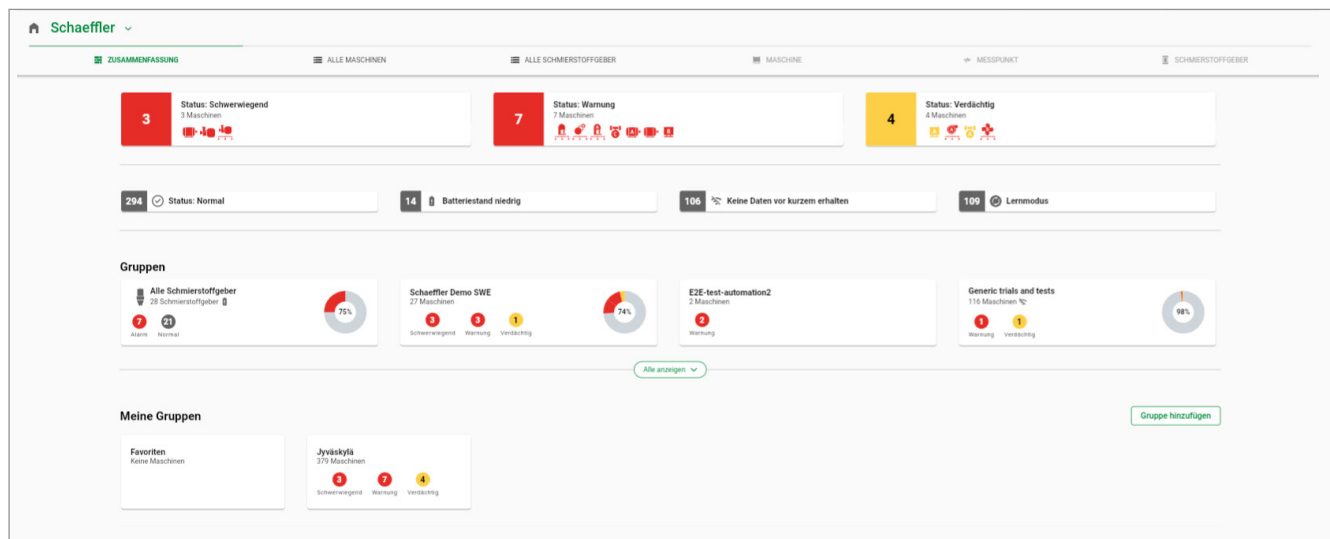 Schaeffler
ZUSAMMENFASSUNG
ALLE MASCHINEN
ALLE SCHMIERSTOFFGEBER
MASCHINE
MESSPUNKT
SCHMIERSTOFFGEBER
3
Status: Schwerwiegend
3 Maschinen
7
Status: Warnung
7 Maschinen
4
Status: Verdächtig
4 Maschinen
294 Status: Normal
14 Batteriestand niedrig
106 Keine Daten vor kurzem erhalten
109 Lernmodus
Gruppen
Alle Schmierstoffgeber
28 Schmierstoffgeber
7 21
Alarm Normal
75%
Schaeffler Demo SWE
27 Maschinen
3 3 1
Schwerwiegend Warnung Verdächtig
74%
E2E-test-automation2
2 Maschinen
2
Warnung
Generic trials and tests
116 Maschinen
1 1
Warnung Verdächtig
98%
Alle anzeigen
Meine Gruppen
Gruppe hinzufügen
Favoriten
Keine Maschinen
Jyväskylä
379 Maschinen
3 7 4
Schwerwiegend Warnung Verdächtig